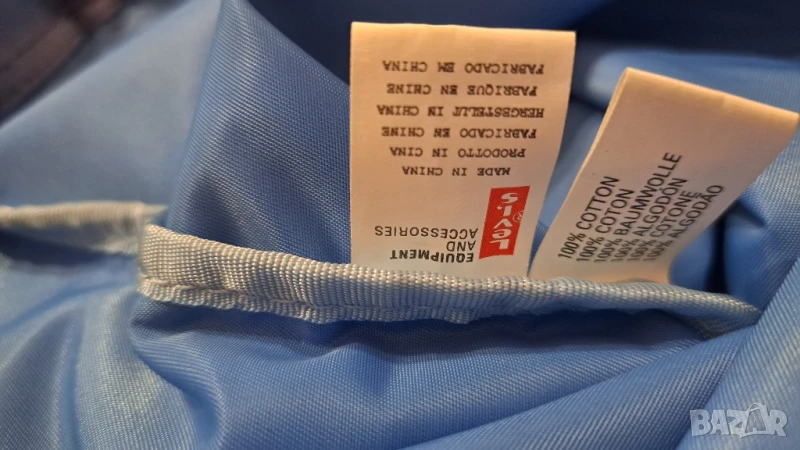 LEVI'S
EQUIPMENT
AND
ACCESSORIES
MADE IN CHINA
PRODOTTO IN CINA
FABRICADO EN CHINE
HERGESTELLT IN CHINA
FABRIQUE EN CHINE
FABRICADO EM CHINA
100% COTTON
100% COTON
100% BAUMWOLLE
100% ALGODÓN
100% COTONE
100% ALGODÃO
BAZAR